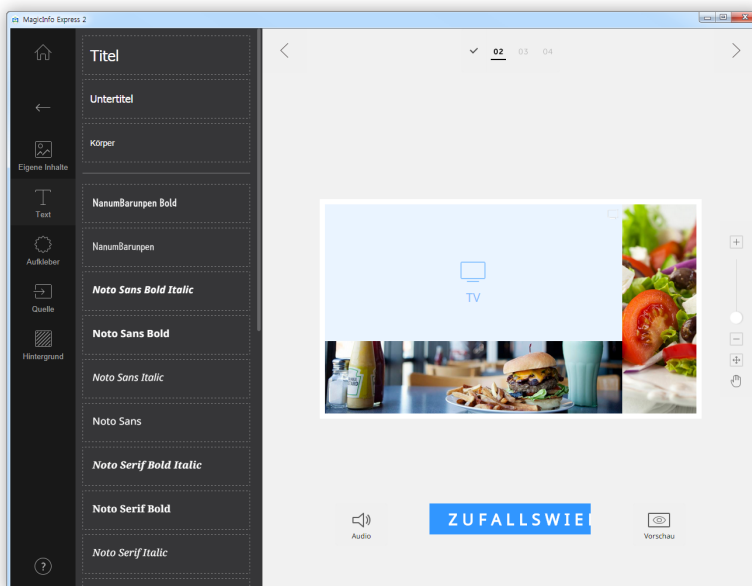 MagicInfo Express 2
Titel
Untertitel
Körper
NanumBarunpen Bold
NanumBarunpen
Noto Sans Bold Italic
Noto Sans Bold
Noto Sans Italic
Noto Sans
Noto Serif Bold Italic
Noto Serif Bold
Noto Serif Italic
Eigene Inhalte
Text
Aufkleber
Quelle
Hintergrund
?
02 03 04
TV
Audio
ZUFALLSWIE
Vorschau